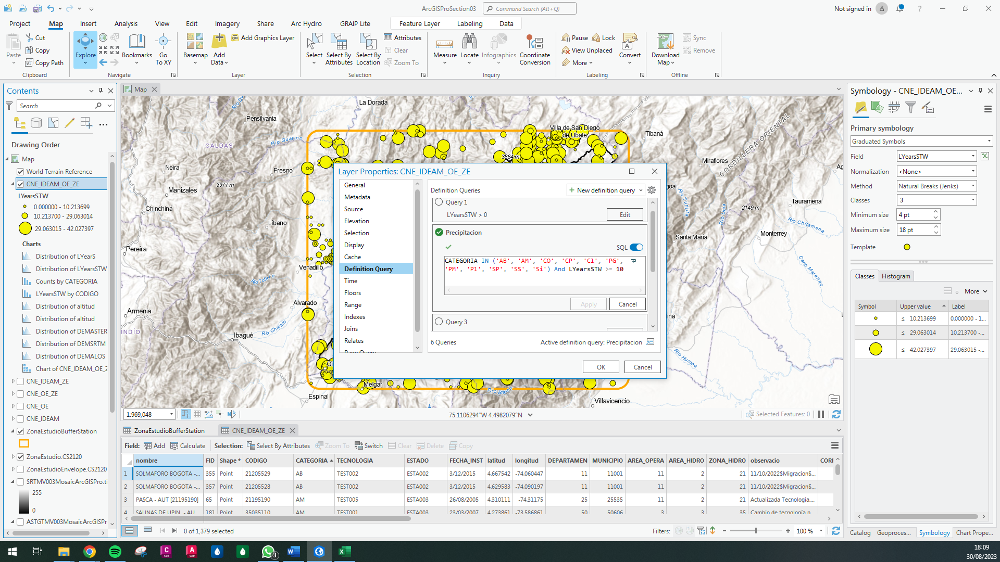 ArcGISProSection03
Command Search (Alt+Q)
Not signed in
Project
Map
Insert
Analysis
View
Edit
Imagery
Share
Arc Hydro
GRAIP Lite
Feature Layer
Labeling
Data
Paste
Cut
Copy
Copy Path
Clipboard
Explore
Bookmarks
Go To XY
Navigate
Basemap
Add Data
Add Graphics Layer
Layer
Select
Select By Attributes
Select By Location
Attributes
Clear
Zoom To
Selection
Measure
Locate
Infographics
Coordinate Conversion
Inquiry
Pause
Lock
View Unplaced
More
Convert
Labeling
Download Map
Sync
Remove
Offline
Contents
Search
Drawing Order
Map
World Terrain Reference
CNE_IDEAM_OE_ZE
LYearsSTW
0.000000 - 10.213699
10.213700 - 29.063014
29.063015 - 42.027397
Charts
Distribution of LYearS
Distribution of LYearsSTW
Counts by CATEGORIA
LYearsSTW by CODIGO
Distribution of altitud
Distribution of altitud
Distribution of DEMASTER
Distribution of DEMSRTM
Distribution of DEMALOS
Chart of CNE_IDEAM_OE_Z
CNE_IDEAM_ZE
CNE_OE_ZE
CNE_OE
CNE_IDEAM
ZonaEstudioBufferStation
ZonaEstudio.CS2120
ZonaEstudioEnvelope.CS2120
SRTMV003MosaicArcGISPro.ti
255
0
ASTGTMV003MosaicArcGISPro
Map
La Dorada
Pensilvania
Río Guarino
CALDAS
Neira
Fresno
3977 m
Manizales
Chinchiná
Líbano
Pereira
Venadillo
Río Totare
Alvarado
Armenia
INDÍO
Río Chipalo
Ibagué
Gi
Melgar
Espinal
Río Blanco
Villavicencio
Villa de San Diego de Ubate
3864 m
Tibaná
Miraflores
CORDILLERA ORIENTAL
Ag
goa
Río Tunjita
Río Upía
2149 m
Tauramena
Río Chitamena
Santa María
Monterrey
Cano Marenao
lina
Río Humea
Layer Properties: CNE_IDEAM_OE_ZE
General
Metadata
Source
Elevation
Selection
Display
Cache
Definition Query
Time
Floors
Range
Indexes
Joins
Relates
Page Query
Definition Queries
New definition query
Query 1
LYearsSTW > 0
Edit
Precipitacion
SQL
CATEGORIA IN ('AB', 'AM', 'CO', 'CP', 'Cl', 'PG',
'PM', 'Pl', 'SP', 'SS', 'Si') And LYearsSTW >= 10
Apply
Cancel
Query 3
6 Queries
Active definition query: Precipitacion
OK
Cancel
1:969,048
75.1106294°W 4.4982079°N
Selected Features: 0
ZonaEstudioBufferStation
CNE_IDEAM_OE_ZE
Field:
Add
Calculate
Selection:
Select By Attributes
Zoom To
Switch
Clear
Delete
Copy
nombre FID Shape * CODIGO CATEGORIA TECNOLOGIA ESTADO FECHA_INST latitud longitud DEPARTAMEN MUNICIPIO AREA_OPERA AREA_HIDRO ZONA_HIDRO observacio CORI
1 SOLMAFORO BOGOTA -... 355 Point 21205529 AB TEST002 ESTA002 3/12/2015 4.667542 -74.060447 11 11001 11 2 21 11/10/2022$Migracion$...
2 SOLMAFORO BOGOTA -... 357 Point 21205528 AB TEST002 ESTA002 3/12/2015 4.629583 -74.090197 11 11001 11 2 21 11/10/2022$Migracion$...
3 PASCA - AUT [21195190] 65 Point 21195190 AM TEST005 ESTA003 26/08/2005 4.310111 -74.31175 25 25535 11 2 21 Actualizada Tecnologia....
4 SALINAS DE UPIN - AU 181 Point 35035110 AM TEST001 ESTA003 23/03/2007 4.273861 -73.586861 50 50606 3 3 35 Cambio de tecnología p
0 of 1,379 selected
Filters:
100 %
Symbology - CNE_IDEAM_OE...
Primary symbology
Graduated Symbols
Field
LYearsSTW
Normalization
<None>
Method
Natural Breaks (Jenks)
Classes
3
Minimum size
4 pt
Maximum size
18 pt
Template
Classes
Histogram
More
Symbol Upper value Label
≤ 10.213699 0.000000 - 1...
≤ 29.063014 10.213700 -...
≤ 42.027397 29.063015 -...
Catalog
Geoproces...
Symbology
Chart Prope...
3
18:09
30/08/2023